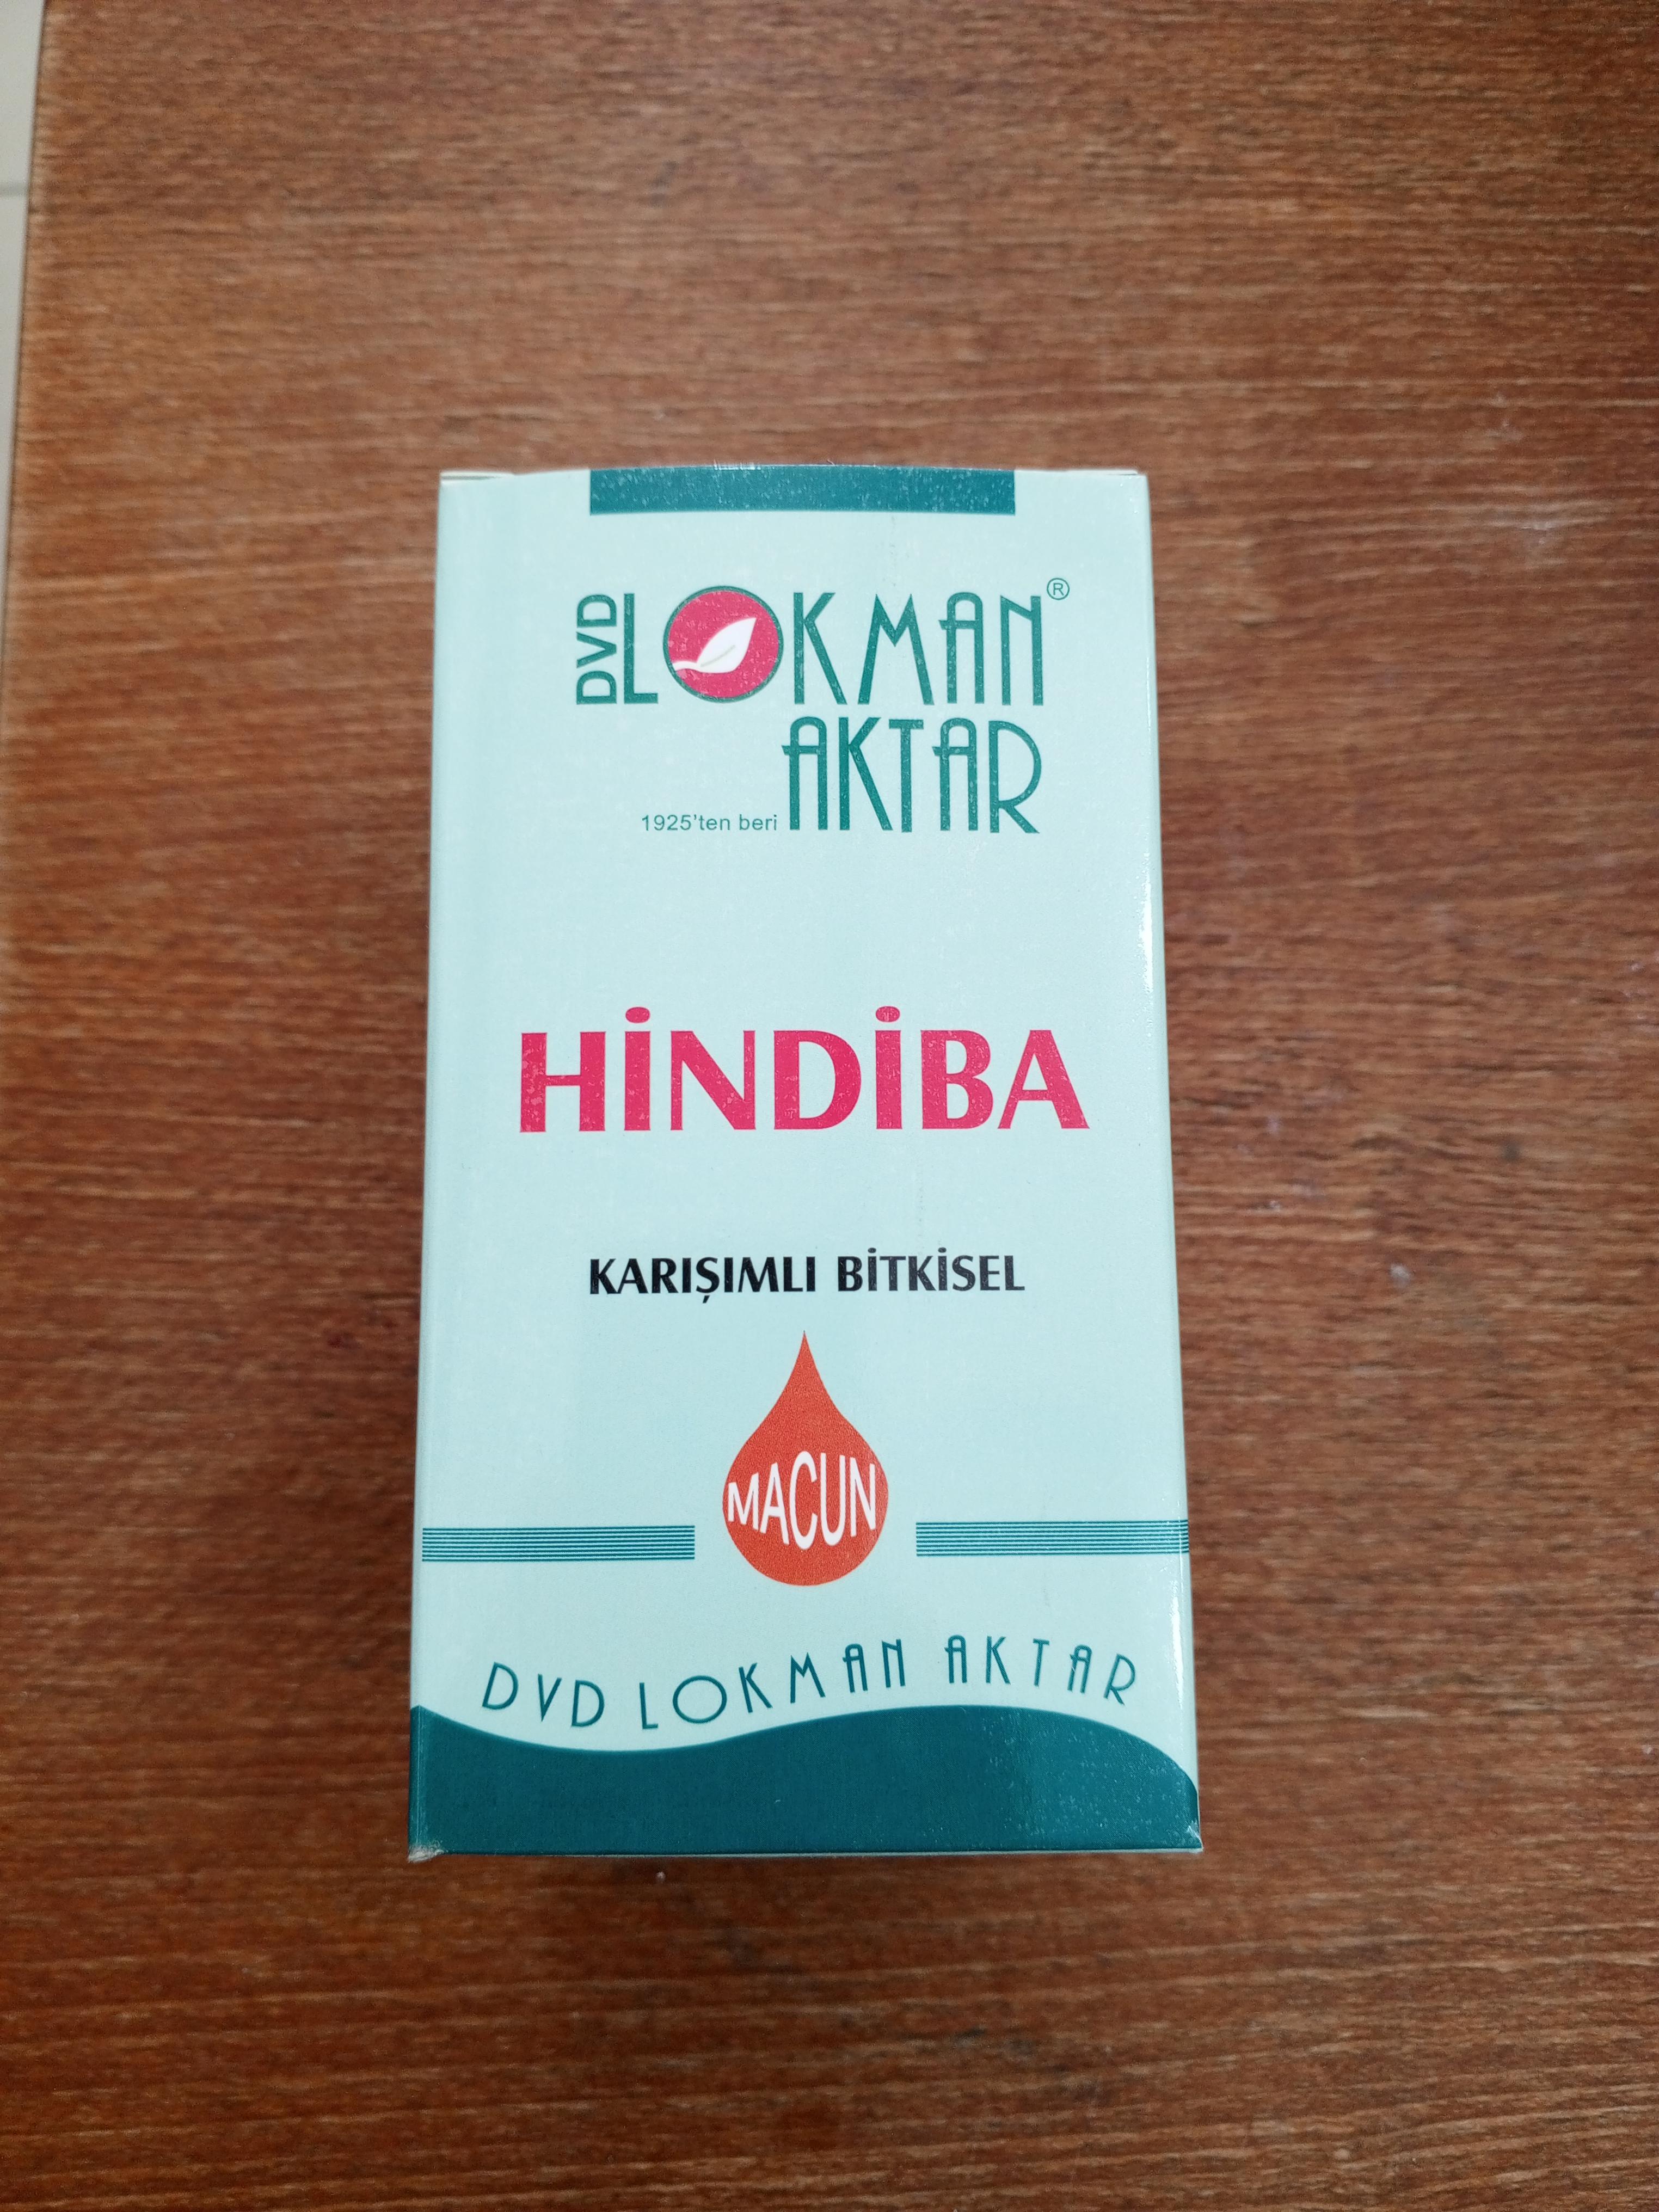 DVD LOKMAN®
1925'ten beri AKTAR
HİNDİBA
KARIŞIMLI BİTKİSEL
MACUN
DVD LOKMAN AKTAR